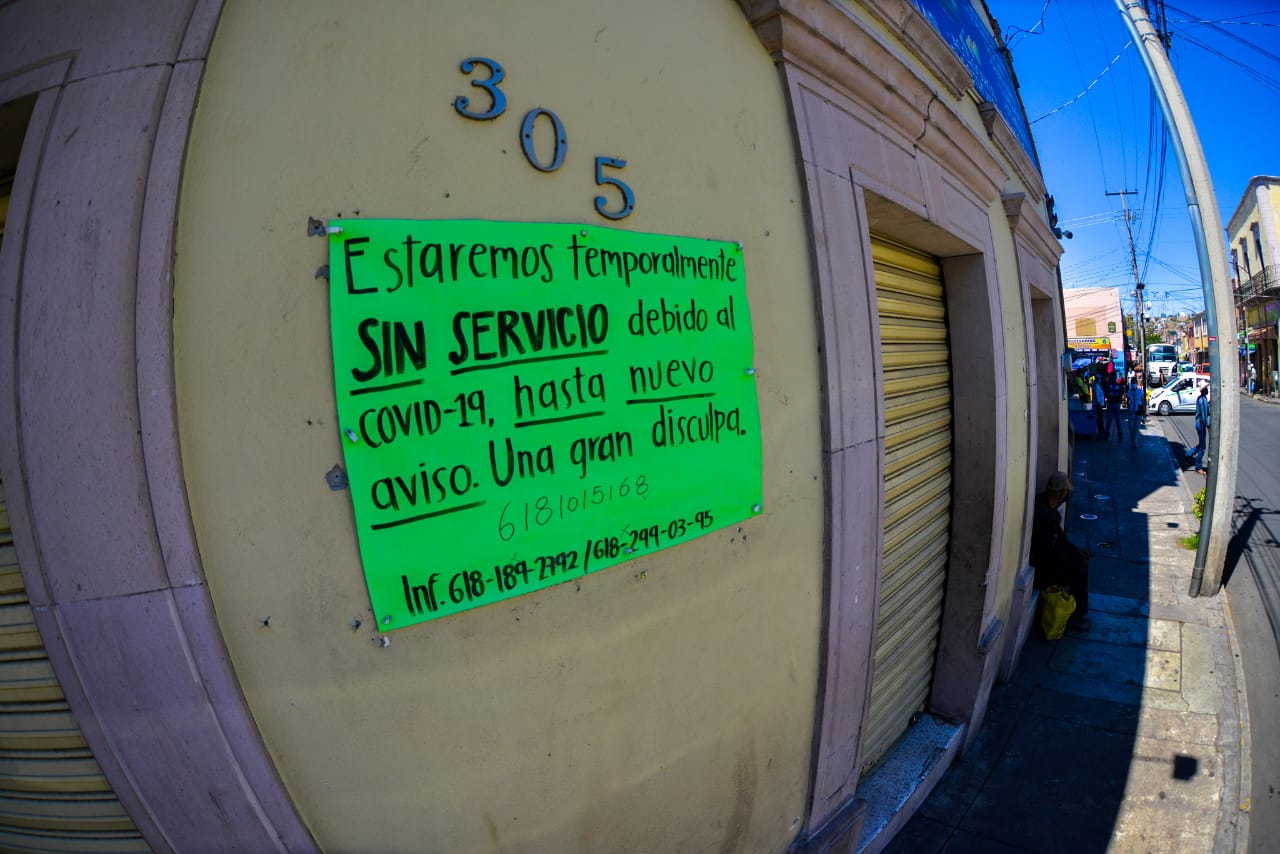 305
Estaremos temporalmente
SIN SERVICIO debido al
COVID-19, hasta nuevo
aviso. Una gran disculpa.
6181015168
Inf. 618-184-2792 / 618-299-03-95